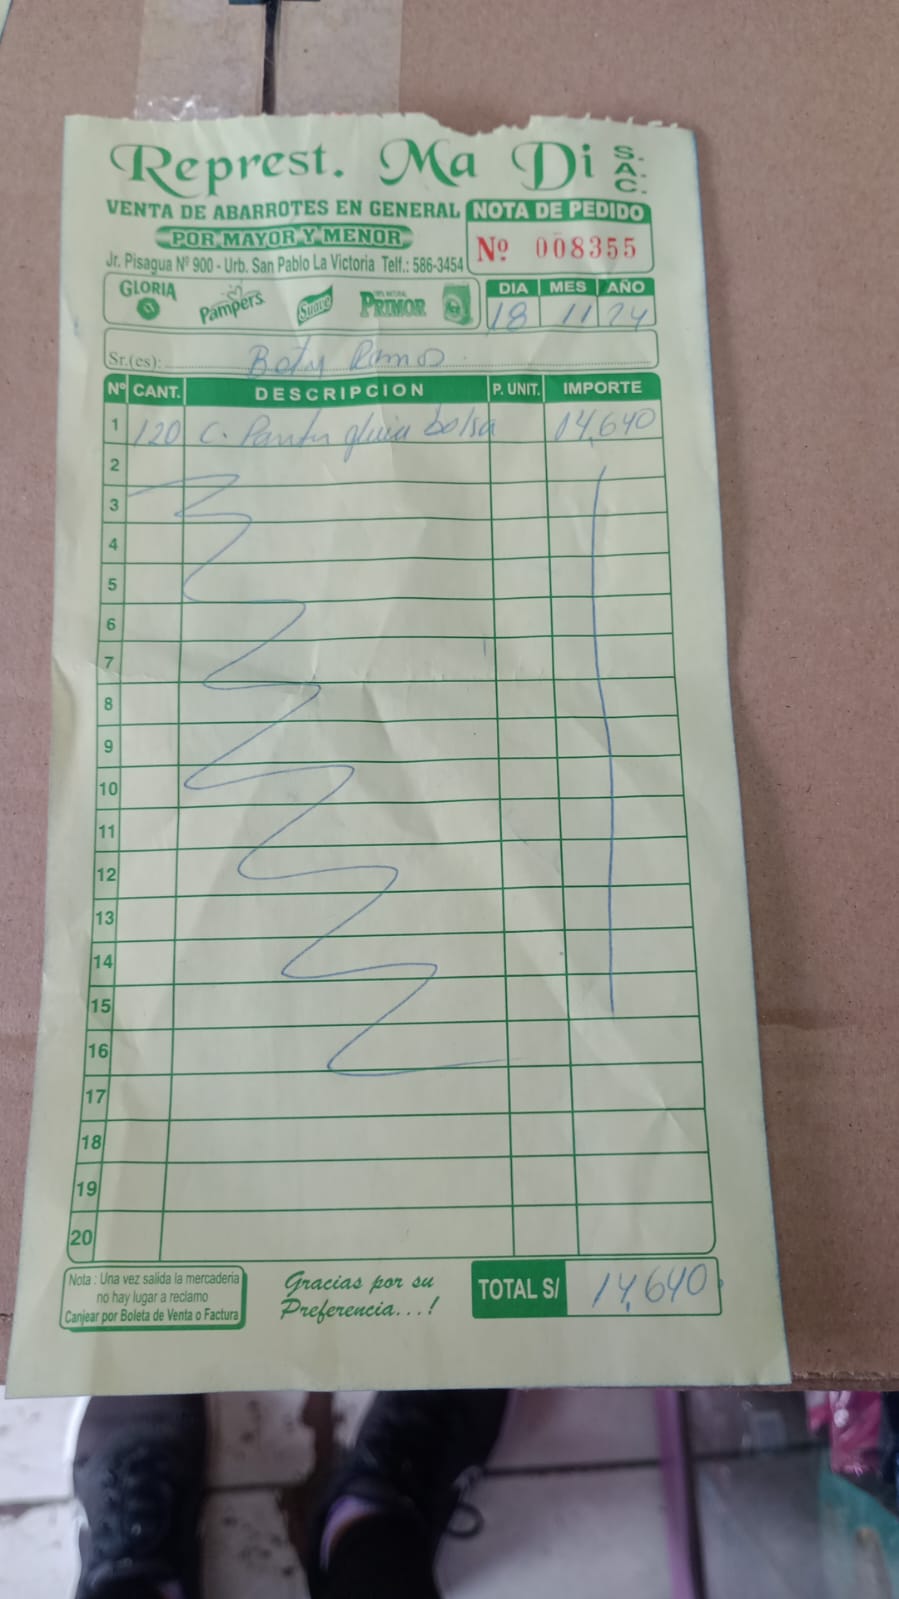 Represt. Ma Di S.A.C.
VENTA DE ABARROTES EN GENERAL
POR MAYOR Y MENOR
Jr. Pisagua Nº 900 - Urb. San Pablo La Victoria Telf.: 586-3454
NOTA DE PEDIDO
Nº 008355
GLORIA Pampers Suave PRIMOR
DIA MES AÑO
18 11 24
Sr.(es): Bety Ramos
Nº CANT. DESCRIPCION P. UNIT. IMPORTE
1 120 C. bolsa 14,640
2
3
4
5
6
7
8
9
10
11
12
13
14
15
16
17
18
19
20
Nota : Una vez salida la mercaderia
no hay lugar a reclamo
Canjear por Boleta de Venta o Factura
Gracias por su
Preferencia...!
TOTAL S/ 14,640